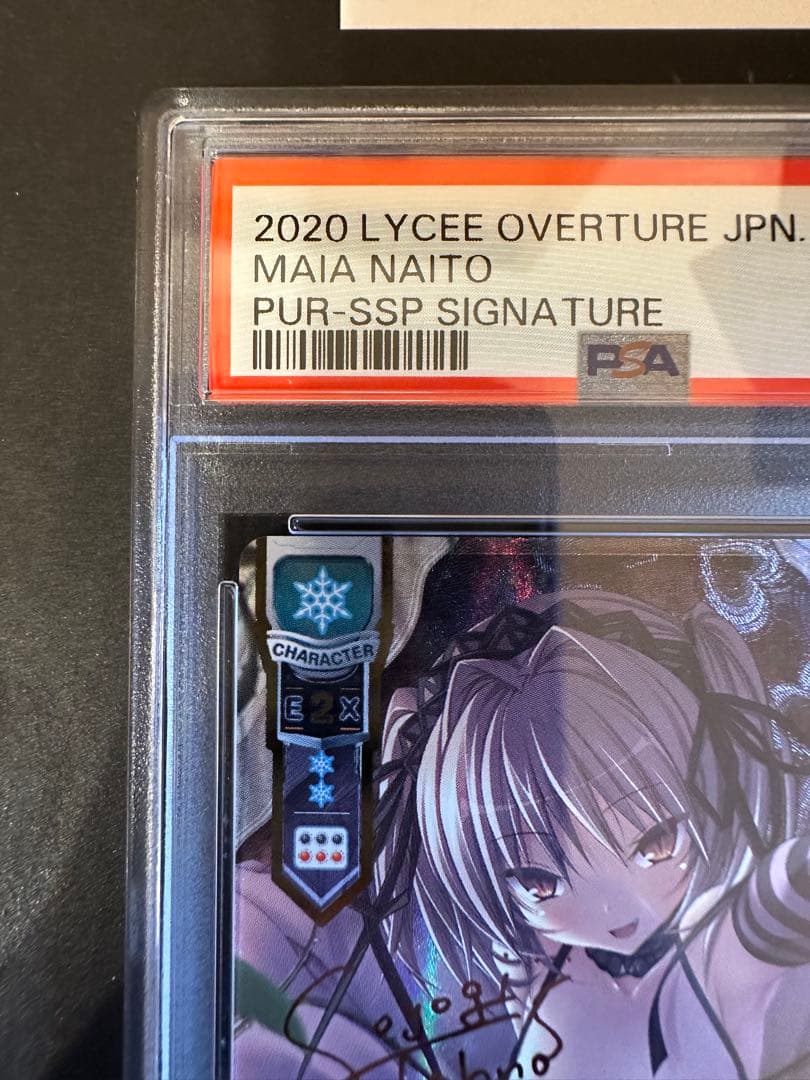 2020 LYCEE OVERTURE JPN.
MAIA NAITO
PUR-SSP SIGNATURE
PSA
CHARACTER
E2X